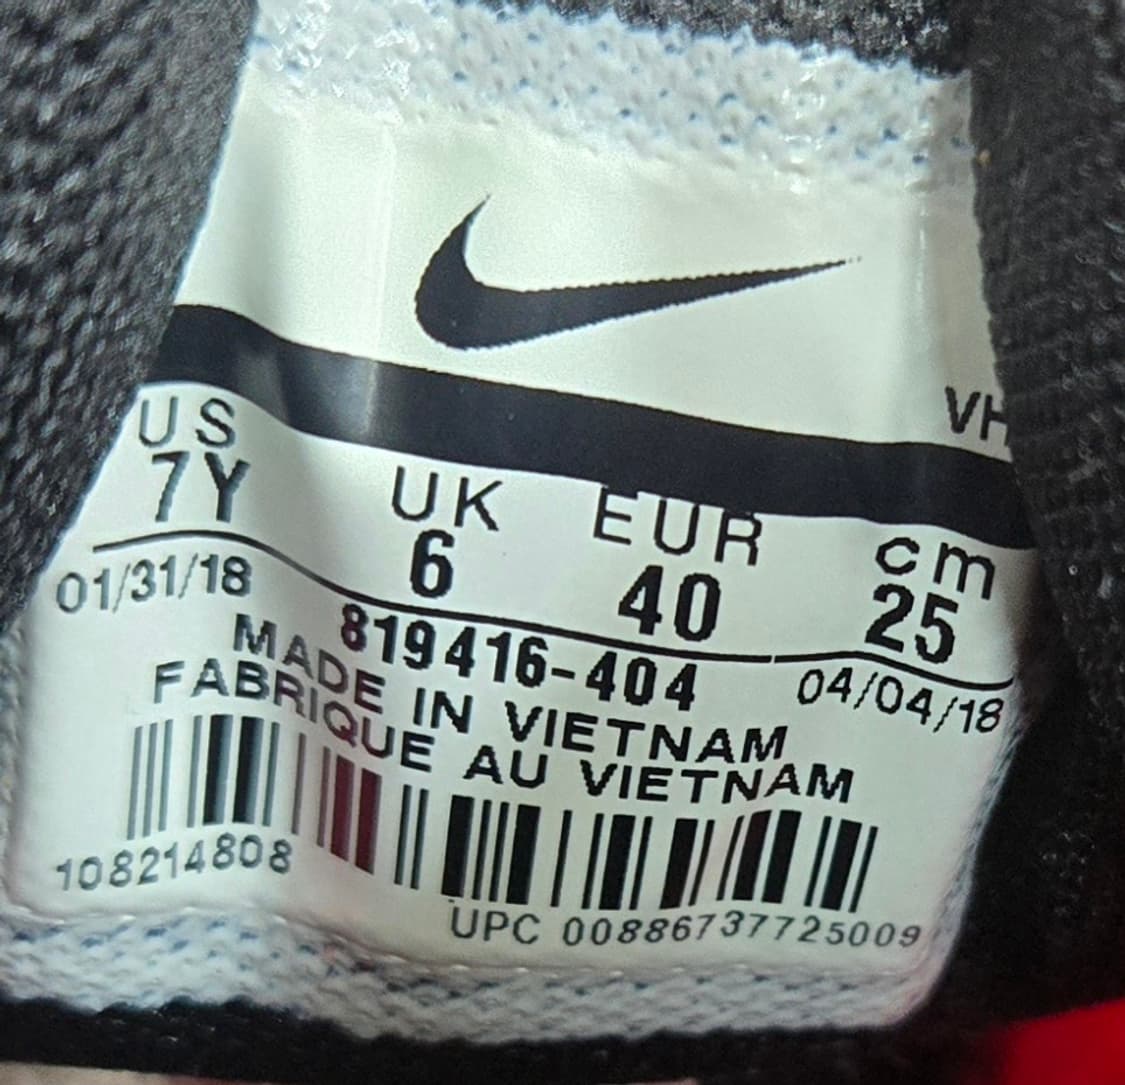 VH
US UK EUR cm
7Y 6 40 25
01/31/18 819416-404 04/04/18
MADE IN VIETNAM
FABRIQUE AU VIETNAM
108214808
UPC 00886737725009